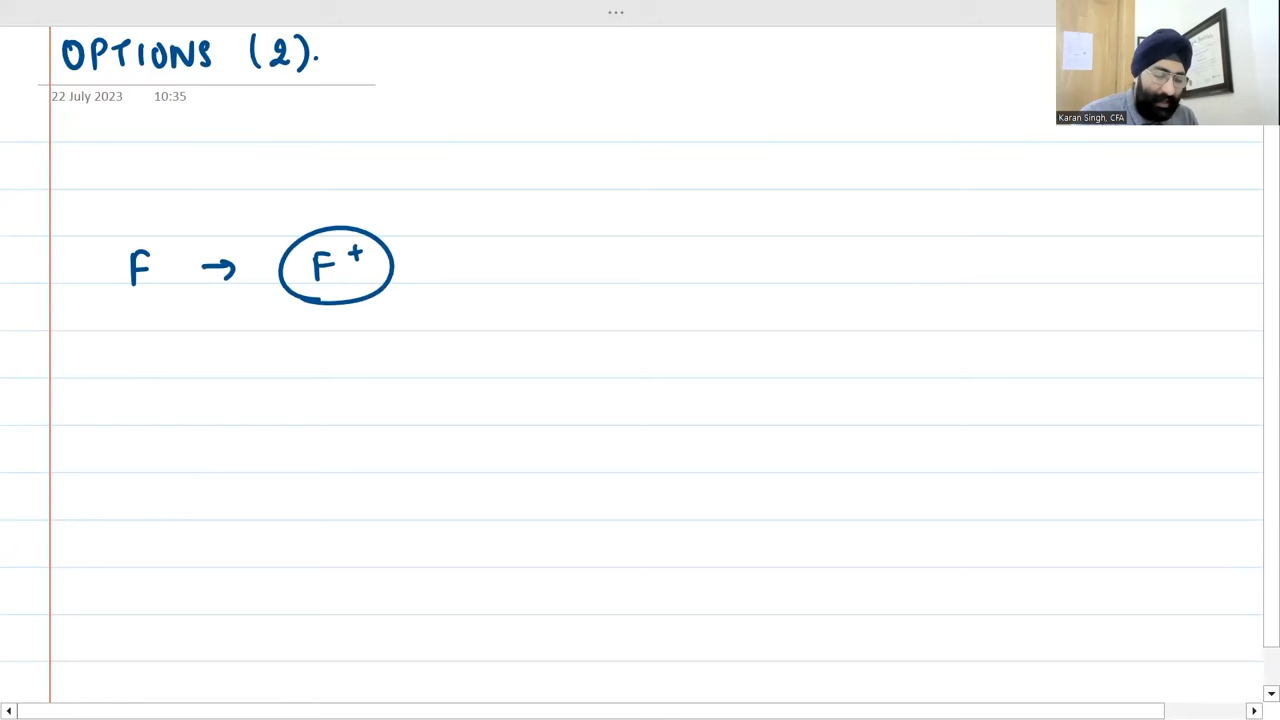 OPTIONS (2).
22 July 2023 10:35
Karan Singh, CFA
F → F +